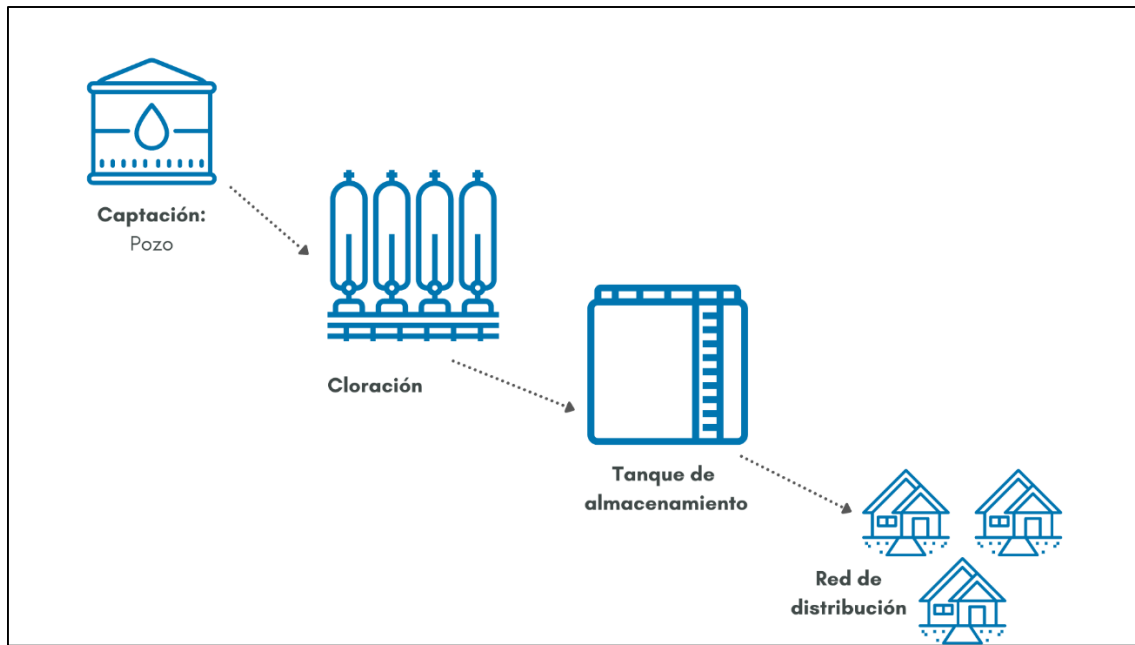 Captación:
Pozo
Cloración
Tanque de
almacenamiento
Red de
distribución